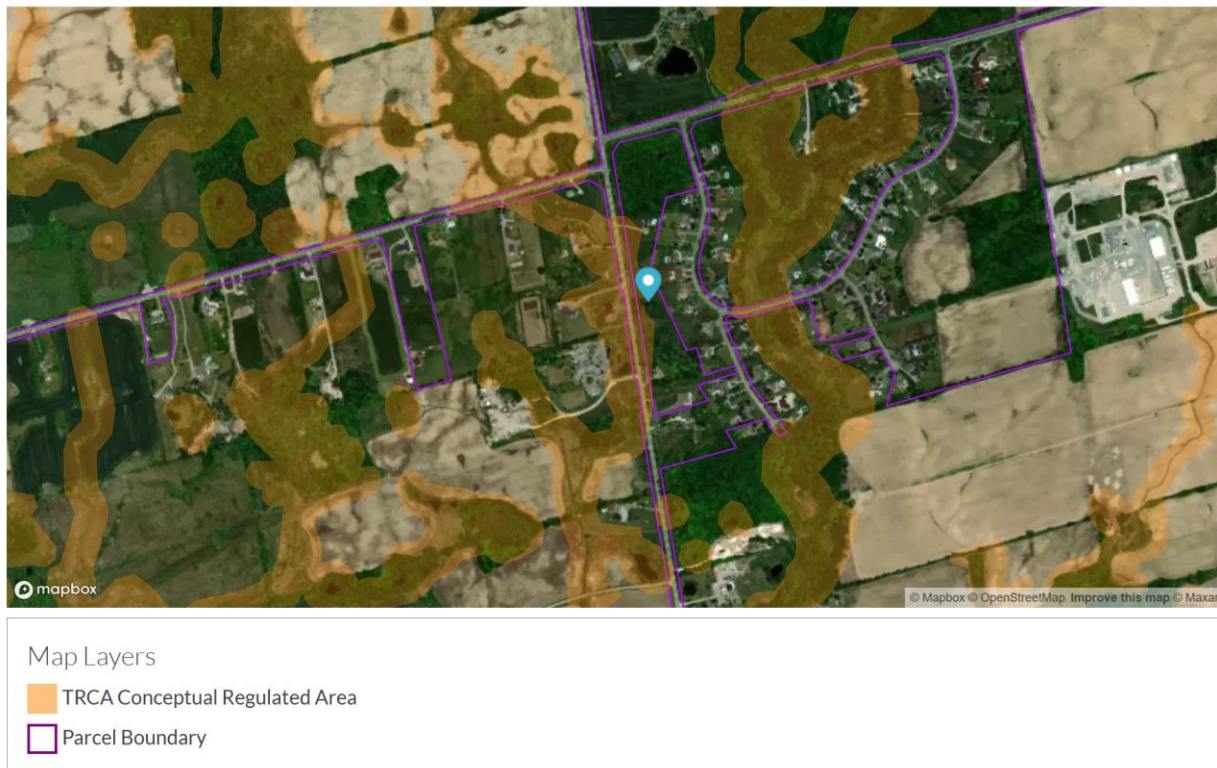 mapbox
© Mapbox © OpenStreetMap Improve this map © Maxar
Map Layers
TRCA Conceptual Regulated Area
Parcel Boundary